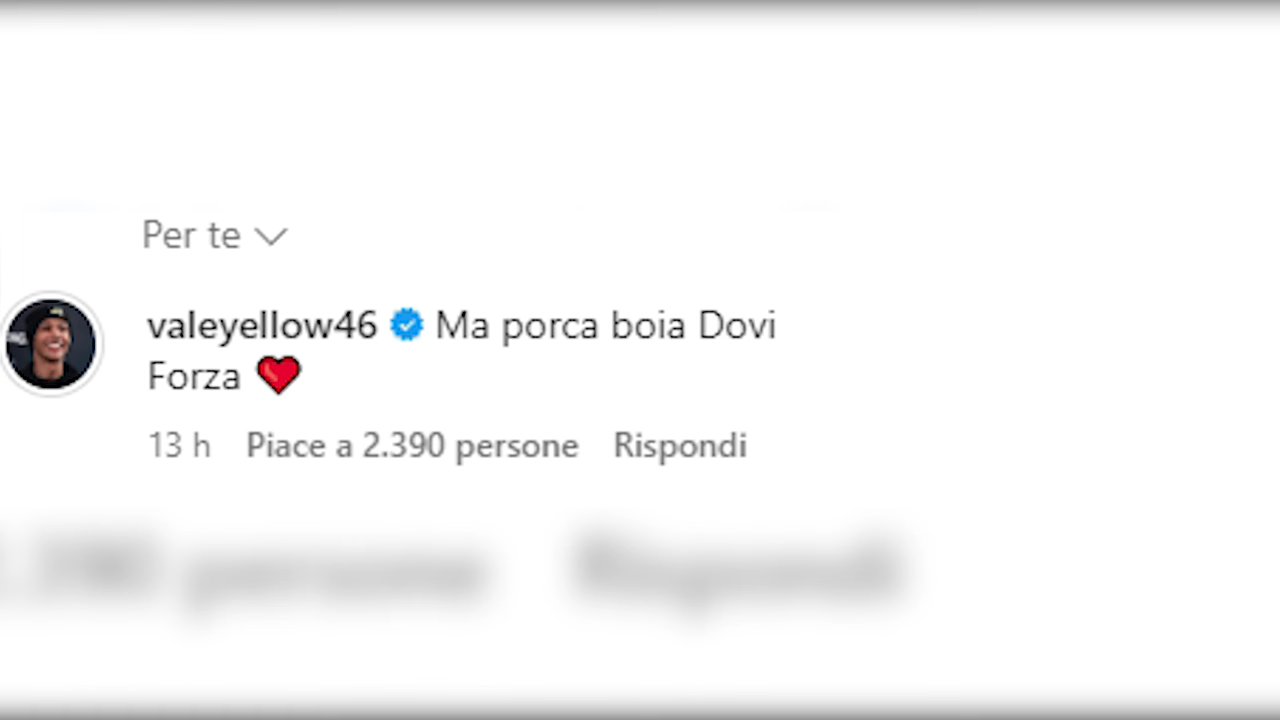 Per te
valeyellow46 Ma porca boia Dovi
Forza ❤️
13 h Piace a 2.390 persone Rispondi